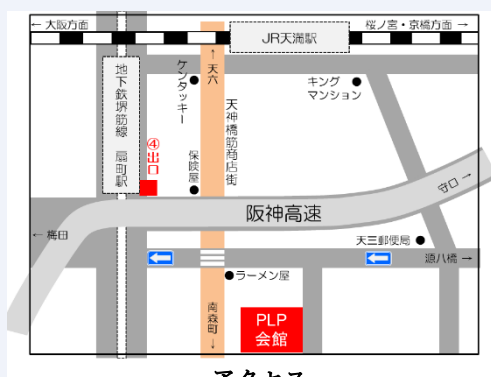 ← 大阪方面
桜ノ宮・京橋方面 →
JR天満駅
地下鉄堺筋線 扇町駅
④出口
ケンタッキー
保険屋
← 天六
天神橋筋商店街
キング
マンション
守口 →
阪神高速
← 梅田
天三郵便局
源八橋 →
ラーメン屋
南森町 →
PLP
会館
アクセス